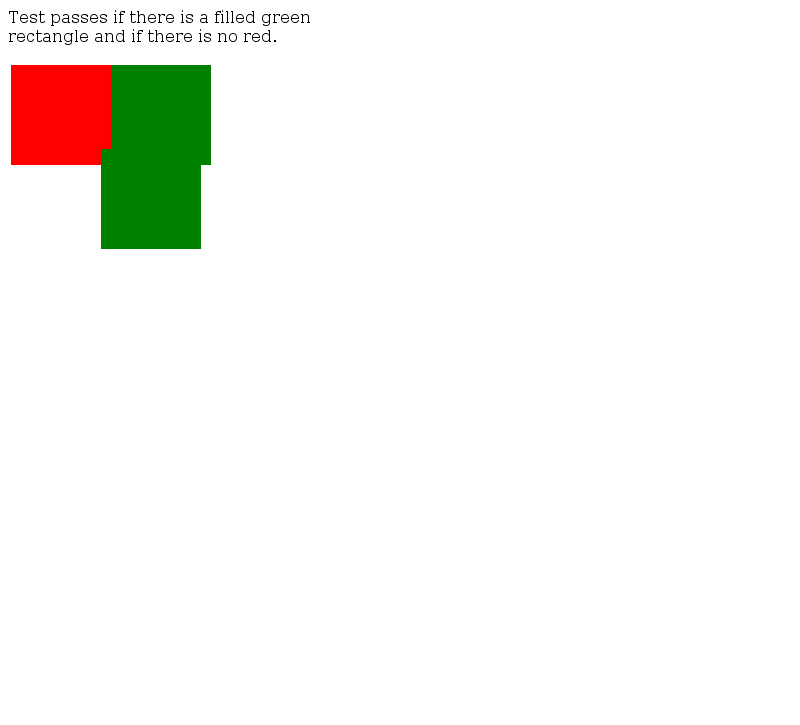 Test passes if there is a filled green
rectangle and if there is no red.